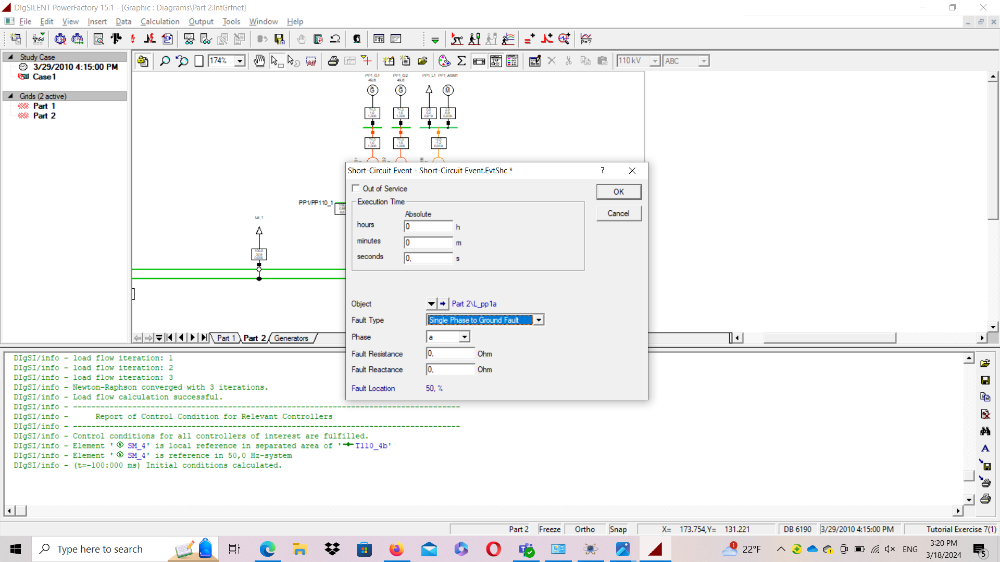 DIgSILENT PowerFactory 15.1 - [Graphic : Diagrams\Part 2.IntGrfnet]
File Edit View Insert Data Calculation Output Tools Window Help
Study Case
3/29/2010 4:15:00 PM
Case1
Grids (2 active)
Part 1
Part 2
174%
110 kV
ABC
PP1_G1 PP1_G2 PP1_L1 PP1_ASM1
49,6 49,6
PP1/PP110_1
Ld_1
Short-Circuit Event - Short-Circuit Event.EvtShc *
?
Out of Service
OK
Cancel
Execution Time
Absolute
hours 0 h
minutes 0 m
seconds 0, s
Object Part 2\L_pp1a
Fault Type Single Phase to Ground Fault
Phase a
Fault Resistance 0, Ohm
Fault Reactance 0, Ohm
Fault Location 50, %
Part 1 Part 2 Generators
DIgSI/info - load flow iteration: 1
DIgSI/info - load flow iteration: 2
DIgSI/info - load flow iteration: 3
DIgSI/info - Newton-Raphson converged with 3 iterations.
DIgSI/info - Load flow calculation successful.
DIgSI/info - --------------------------------------------------------------------------------------
DIgSI/info - Report of Control Condition for Relevant Controllers
DIgSI/info - --------------------------------------------------------------------------------------
DIgSI/info - Control conditions for all controllers of interest are fulfilled.
DIgSI/info - Element ' SM_4' is local reference in separated area of ' T110_4b'
DIgSI/info - Element ' SM_4' is reference in 50,0 Hz-system
DIgSI/info - (t=-100:000 ms) Initial conditions calculated.
Part 2 Freeze Ortho Snap X= 173.754,Y= 131.221 DB 6190 3/29/2010 4:15:00 PM Tutorial Exercise 7(1)
Type here to search
1
22°F
ENG
3:20 PM
3/18/2024
5